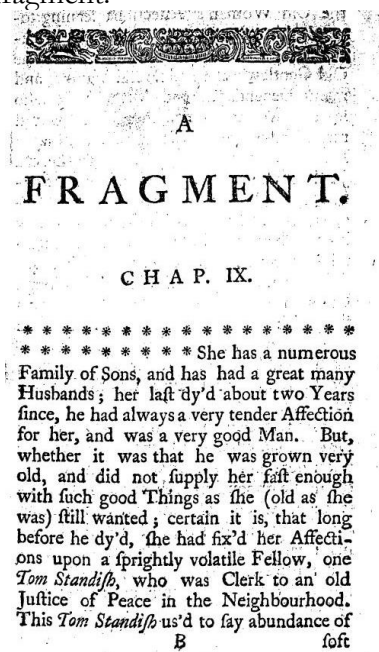 fragment.
A
FRAGMENT.
CHAP. IX.
* * * * * * * * * * * * * * * * * *
* * * * * * * * * She has a numerous
Family of Sons, and has had a great many
Husbands; her laſt dy'd about two Years
ſince, he had always a very tender Affection
for her, and was a very good Man. But,
whether it was that he was grown very
old, and did not ſupply her faſt enough
with ſuch good Things as ſhe (old as ſhe
was) ſtill wanted; certain it is, that long
before he dy'd, ſhe had fix'd her Affecti-
ons upon a ſprightly volatile Fellow, one
Tom Standiſh, who was Clerk to an old
Juſtice of Peace in the Neighbourhood.
This Tom Standiſh us'd to ſay abundance of
B ſoft